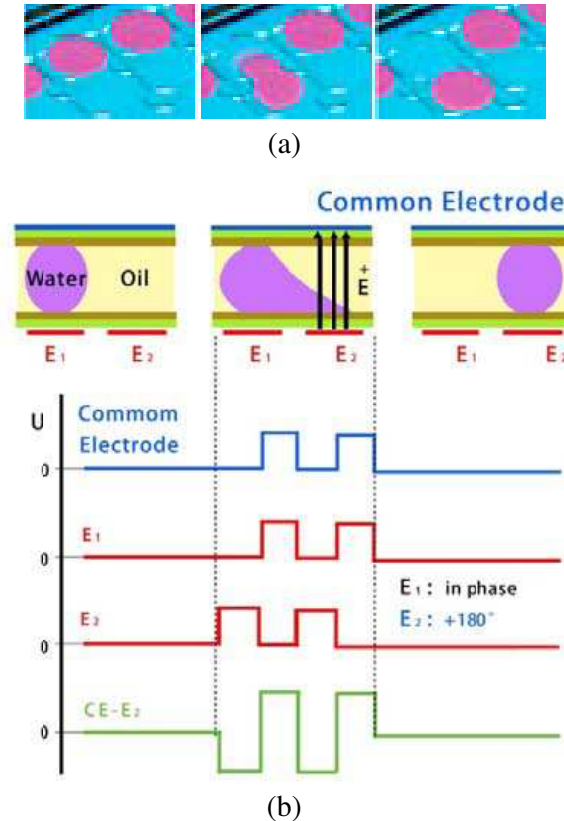 (a)
Common Electrode
Water Oil + E
E1 E2 E1 E2 E1 E2
U
Commom
Electrode
0
E1
0
E1: in phase
E2
E2: +180°
0
CE-E2
0
(b)